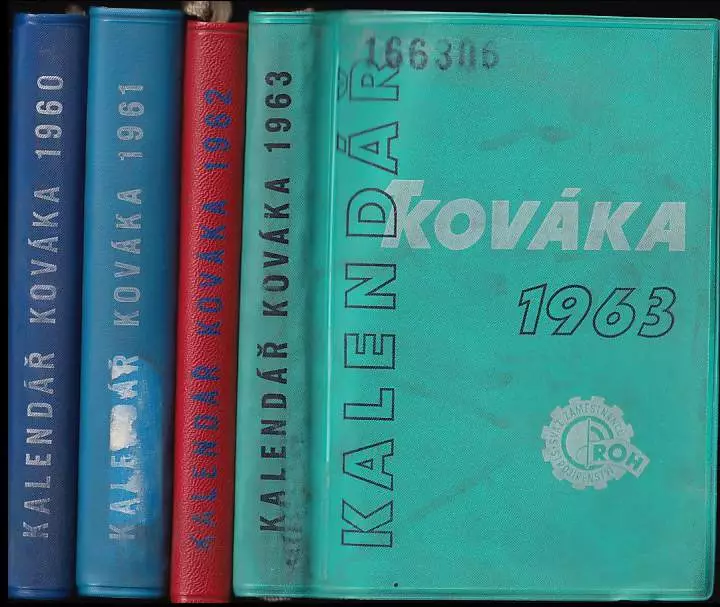 KALENDÁŘ KOVÁKA 1960
KALENDÁŘ KOVÁKA 1961
KALENDÁŘ KOVÁKA 1962
KALENDÁŘ KOVÁKA 1963
166306
KALENDÁŘ
KOVÁKA
1963
ROH